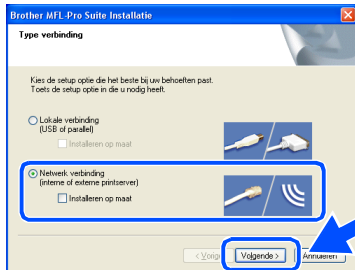 Brother MFL-Pro Suite Installatie
Type verbinding
Kies de setup optie die het beste bij uw behoeften past.
Toets de setup optie in die u nodig heeft.
Lokale verbinding
(USB of parallel)
Installeren op maat
Netwerk verbinding
(interne of externe printserver)
Installeren op maat
< Vorige
Volgende >
Annuleren